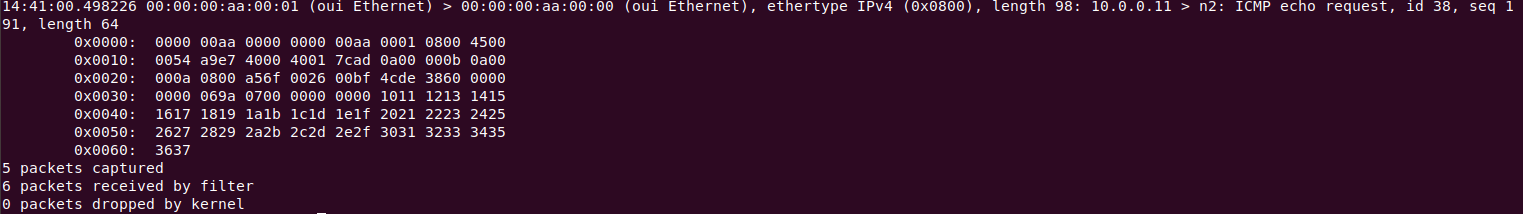 14:41:00.498226 00:00:00:aa:00:01 (oui Ethernet) > 00:00:00:aa:00:00 (oui Ethernet), ethertype IPv4 (0x0800), length 98: 10.0.0.11 > n2: ICMP echo request, id 38, seq 1
91, length 64
0x0000:  0000 00aa 0000 0000 00aa 0001 0800 4500
0x0010:  0054 a9e7 4000 4001 7cad 0a00 000b 0a00
0x0020:  000a 0800 a56f 0026 00bf 4cde 3860 0000
0x0030:  0000 069a 0700 0000 0000 1011 1213 1415
0x0040:  1617 1819 1a1b 1c1d 1e1f 2021 2223 2425
0x0050:  2627 2829 2a2b 2c2d 2e2f 3031 3233 3435
0x0060:  3637
5 packets captured
6 packets received by filter
0 packets dropped by kernel